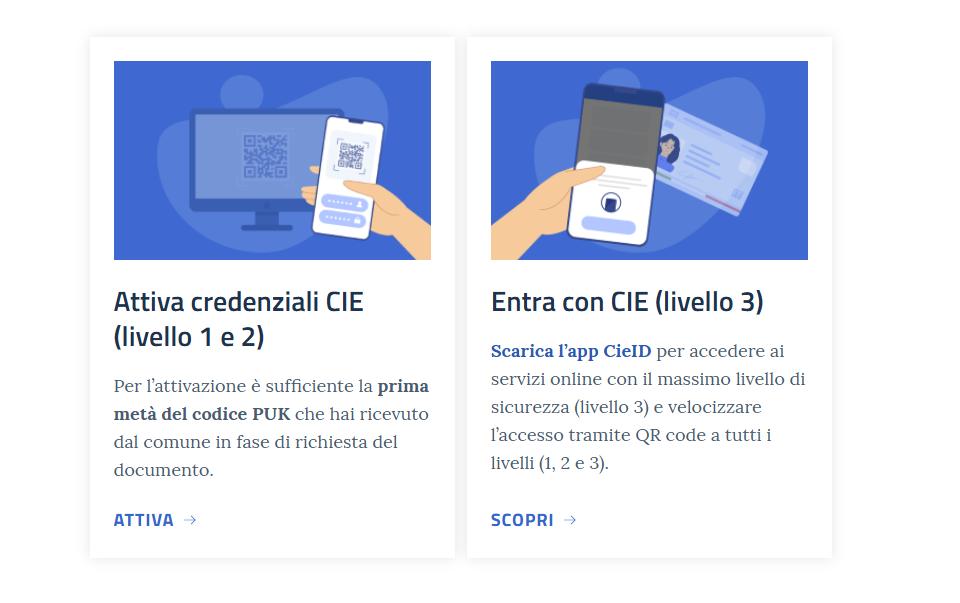 Attiva credenziali CIE
(livello 1 e 2)
Per l’attivazione è sufficiente la prima
metà del codice PUK che hai ricevuto
dal comune in fase di richiesta del
documento.
ATTIVA →
Entra con CIE (livello 3)
Scarica l’app CieID per accedere ai
servizi online con il massimo livello di
sicurezza (livello 3) e velocizzare
l’accesso tramite QR code a tutti i
livelli (1, 2 e 3).
SCOPRI →